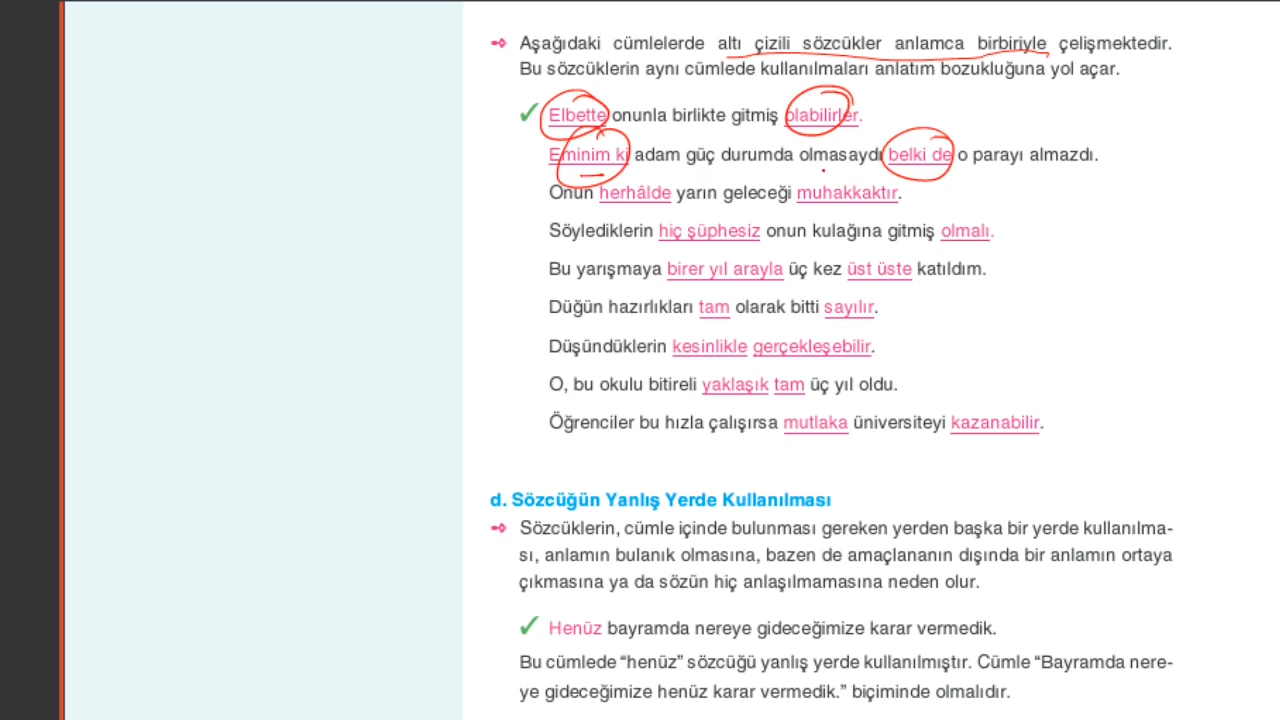 Aşağıdaki cümlelerde altı çizili sözcükler anlamca birbiriyle çelişmektedir.
Bu sözcüklerin aynı cümlede kullanılmaları anlatım bozukluğuna yol açar.
Elbette onunla birlikte gitmiş olabilirler.
Eminim ki adam güç durumda olmasaydı belki de o parayı almazdı.
Onun herhâlde yarın geleceği muhakkaktır.
Söylediklerin hiç şüphesiz onun kulağına gitmiş olmalı.
Bu yarışmaya birer yıl arayla üç kez üst üste katıldım.
Düğün hazırlıkları tam olarak bitti sayılır.
Düşündüklerin kesinlikle gerçekleşebilir.
O, bu okulu bitireli yaklaşık tam üç yıl oldu.
Öğrenciler bu hızla çalışırsa mutlaka üniversiteyi kazanabilir.
d. Sözcüğün Yanlış Yerde Kullanılması
Sözcüklerin, cümle içinde bulunması gereken yerden başka bir yerde kullanılma-
sı, anlamın bulanık olmasına, bazen de amaçlananın dışında bir anlamın ortaya
çıkmasına ya da sözün hiç anlaşılmamasına neden olur.
Henüz bayramda nereye gideceğimize karar vermedik.
Bu cümlede “henüz” sözcüğü yanlış yerde kullanılmıştır. Cümle “Bayramda nere-
ye gideceğimize henüz karar vermedik.” biçiminde olmalıdır.